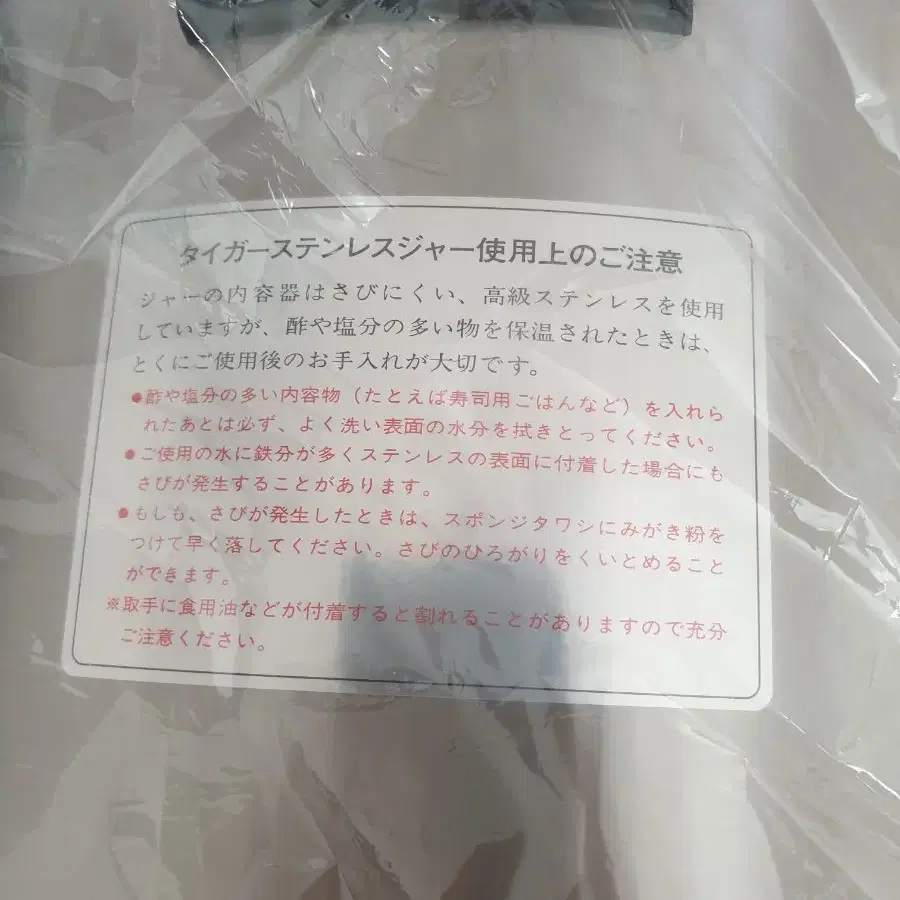 タイガーステンレスジャー使用上のご注意
ジャーの内容器はさびにくい、高級ステンレスを使用
していますが、酢や塩分の多い物を保温されたときは、
とくにご使用後のお手入れが大切です。
●酢や塩分の多い内容物（たとえば寿司用ごはんなど）を入れら
れたあとは必ず、よく洗い表面の水分を拭きとってください。
●ご使用の水に鉄分が多くステンレスの表面に付着した場合にも
さびが発生することがあります。
●もしも、さびが発生したときは、スポンジタワシにみがき粉を
つけて早く落してください。さびのひろがりをくいとめること
ができます。
※取手に食用油などが付着すると割れることがありますので充分
ご注意ください。